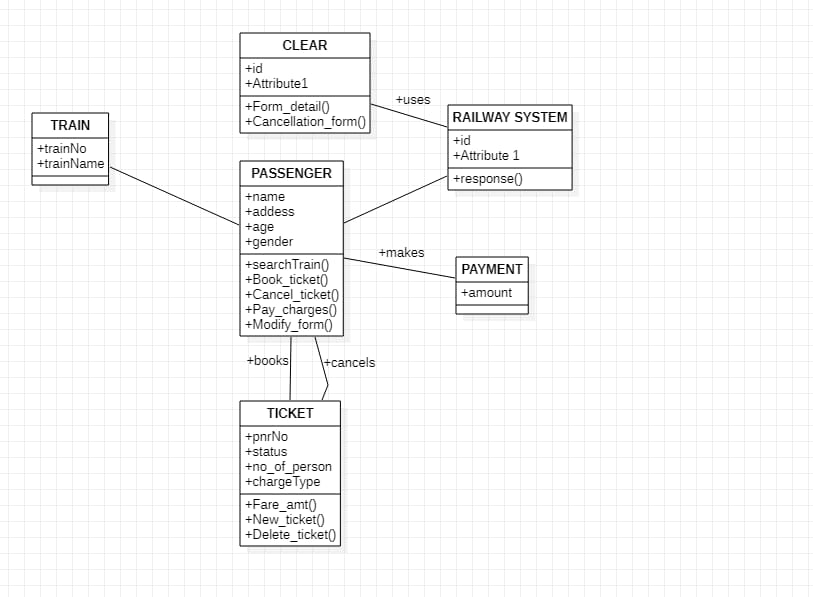 CLEAR
+id
+Attribute1
+Form_detail()
+Cancellation_form()
+uses
RAILWAY SYSTEM
+id
+Attribute 1
+response()
TRAIN
+trainNo
+trainName
PASSENGER
+name
+addess
+age
+gender
+searchTrain()
+Book_ticket()
+Cancel_ticket()
+Pay_charges()
+Modify_form()
+makes
PAYMENT
+amount
+books
+cancels
TICKET
+pnrNo
+status
+no_of_person
+chargeType
+Fare_amt()
+New_ticket()
+Delete_ticket()